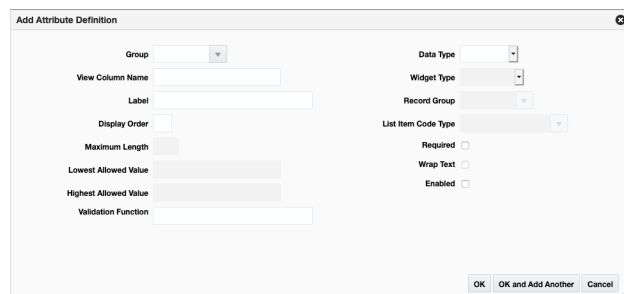 Add Attribute Definition
Group
View Column Name
Label
Display Order
Maximum Length
Lowest Allowed Value
Highest Allowed Value
Validation Function
Data Type
Widget Type
Record Group
List Item Code Type
Required
Wrap Text
Enabled
OK
OK and Add Another
Cancel